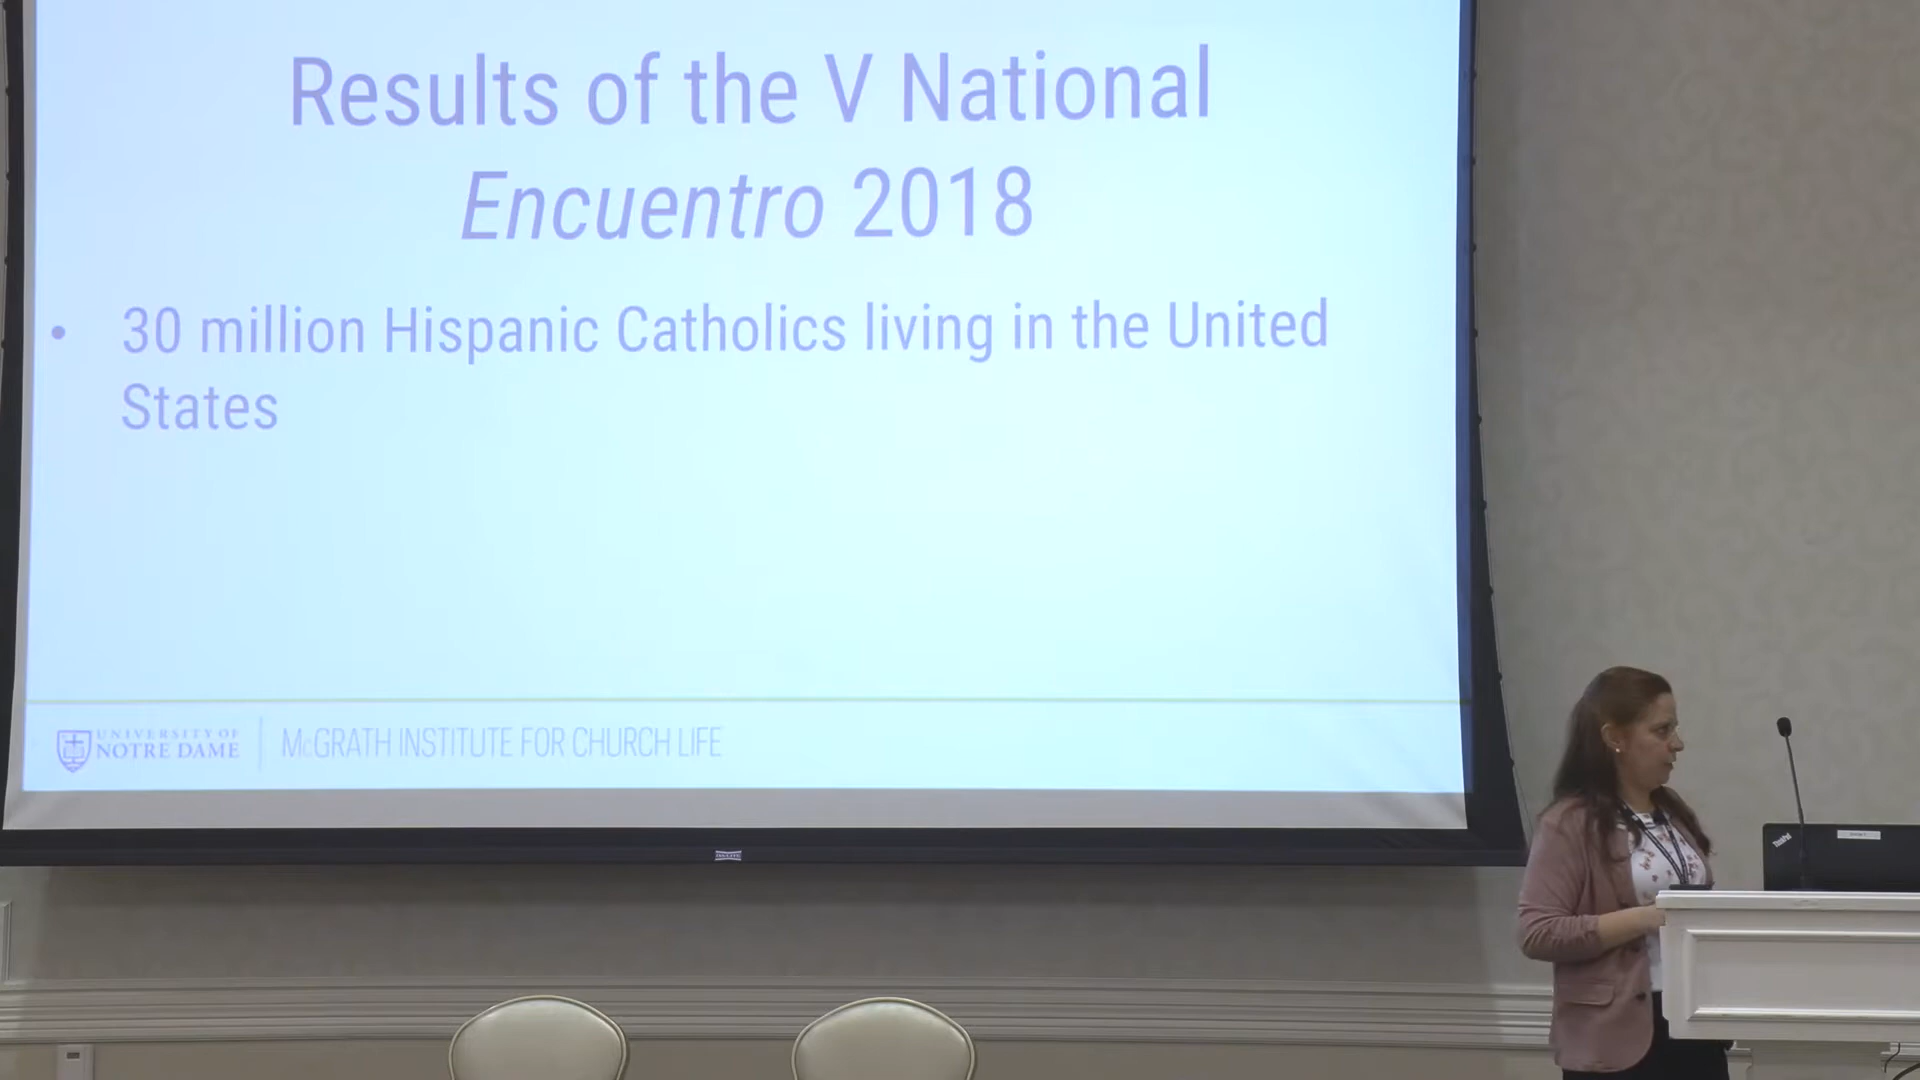 Results of the V National
Encuentro 2018
• 30 million Hispanic Catholics living in the United
States
UNIVERSITY OF
NOTRE DAME
McGRATH INSTITUTE FOR CHURCH LIFE
ThinkPad